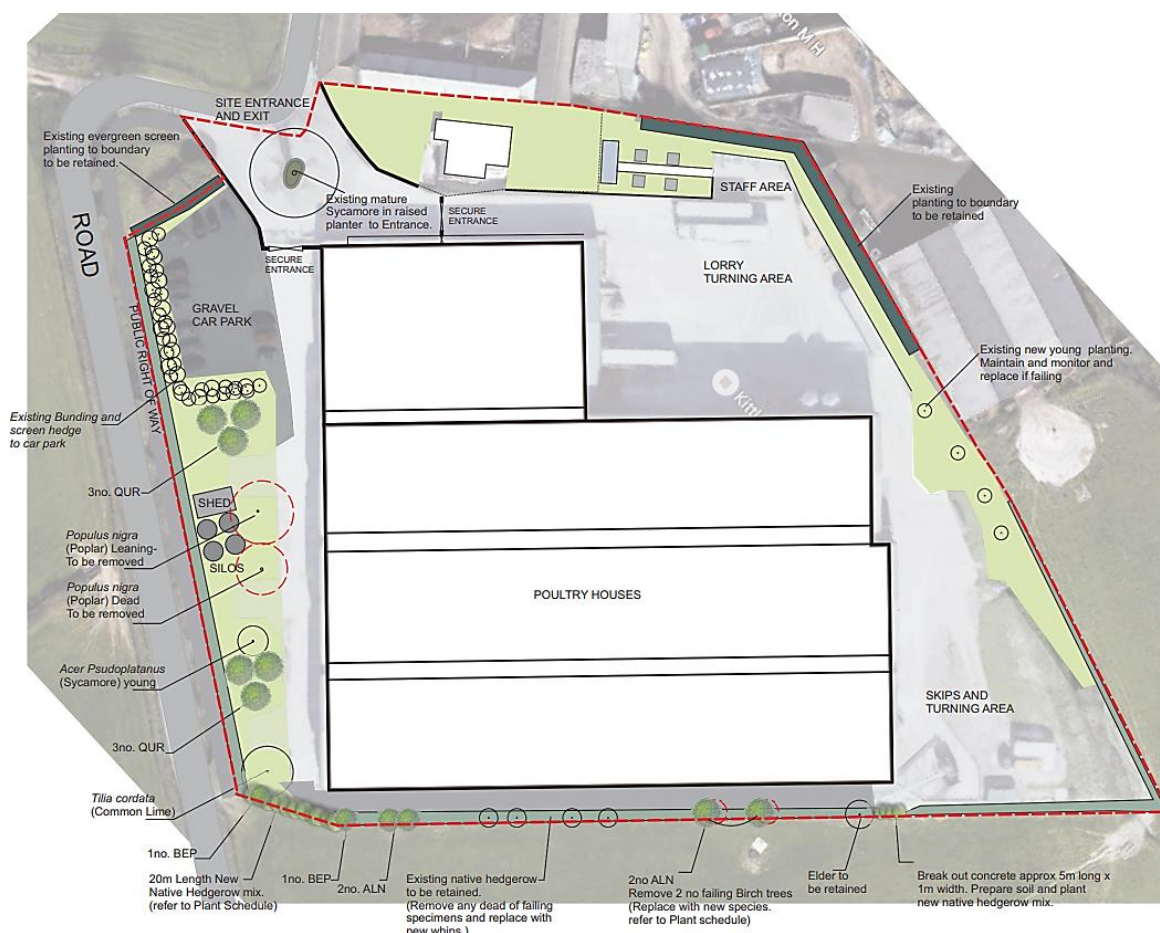 ton M H
SITE ENTRANCE
AND EXIT
Existing evergreen screen
planting to boundary
to be retained.
ROAD
Existing mature
Sycamore in raised
planter to Entrance.
SECURE
ENTRANCE
SECURE
ENTRANCE
STAFF AREA
Existing
planting to boundary
to be retained
LORRY
TURNING AREA
GRAVEL
CAR PARK
PUBLIC RIGHT OF WAY
Existing new young planting.
Maintain and monitor and
replace if failing
Kittl
Existing Bunding and
screen hedge
to car park
3no. QUR
SHED
SILOS
Populus nigra
(Poplar) Leaning-
To be removed
Populus nigra
(Poplar) Dead
To be removed
POULTRY HOUSES
Acer Psudoplatanus
(Sycamore) young
SKIPS AND
TURNING AREA
3no. QUR
Tilia cordata
(Common Lime)
1no. BEP
20m Length New
Native Hedgerow mix.
(refer to Plant Schedule)
1no. BEP
2no. ALN
Existing native hedgerow
to be retained.
(Remove any dead of failing
specimens and replace with
new whips.)
2no ALN
Remove 2 no failing Birch trees
(Replace with new species.
refer to Plant schedule)
Elder to
be retained
Break out concrete approx 5m long x
1m width. Prepare soil and plant
new native hedgerow mix.